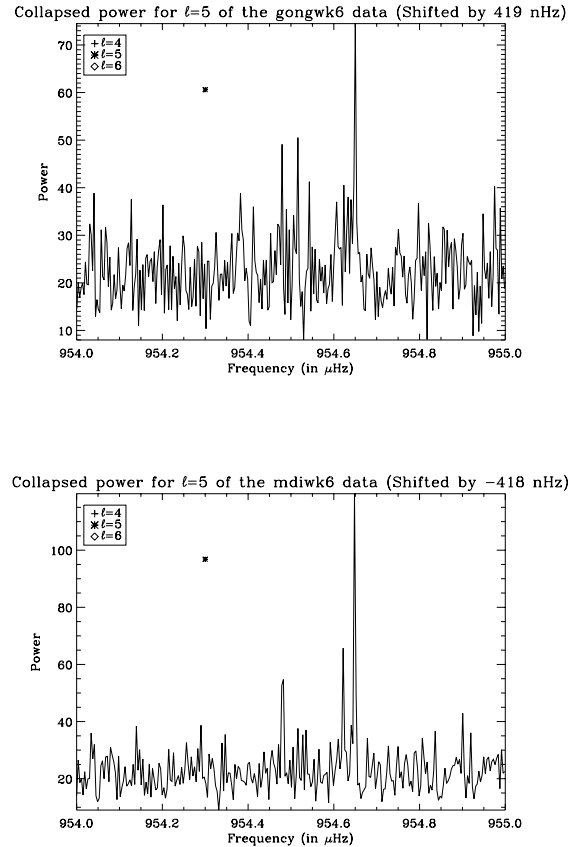 Collapsed power for ℓ=5 of the gongwk6 data (Shifted by 419 nHz)
70
60
50
40
30
20
10
Power
+ ℓ=4
ж ℓ=5
◇ ℓ=6
954.0 954.2 954.4 954.6 954.8 955.0
Frequency (in μHz)
Collapsed power for ℓ=5 of the mdiwk6 data (Shifted by −418 nHz)
100
80
60
40
20
Power
+ ℓ=4
ж ℓ=5
◇ ℓ=6
954.0 954.2 954.4 954.6 954.8 955.0
Frequency (in μHz)